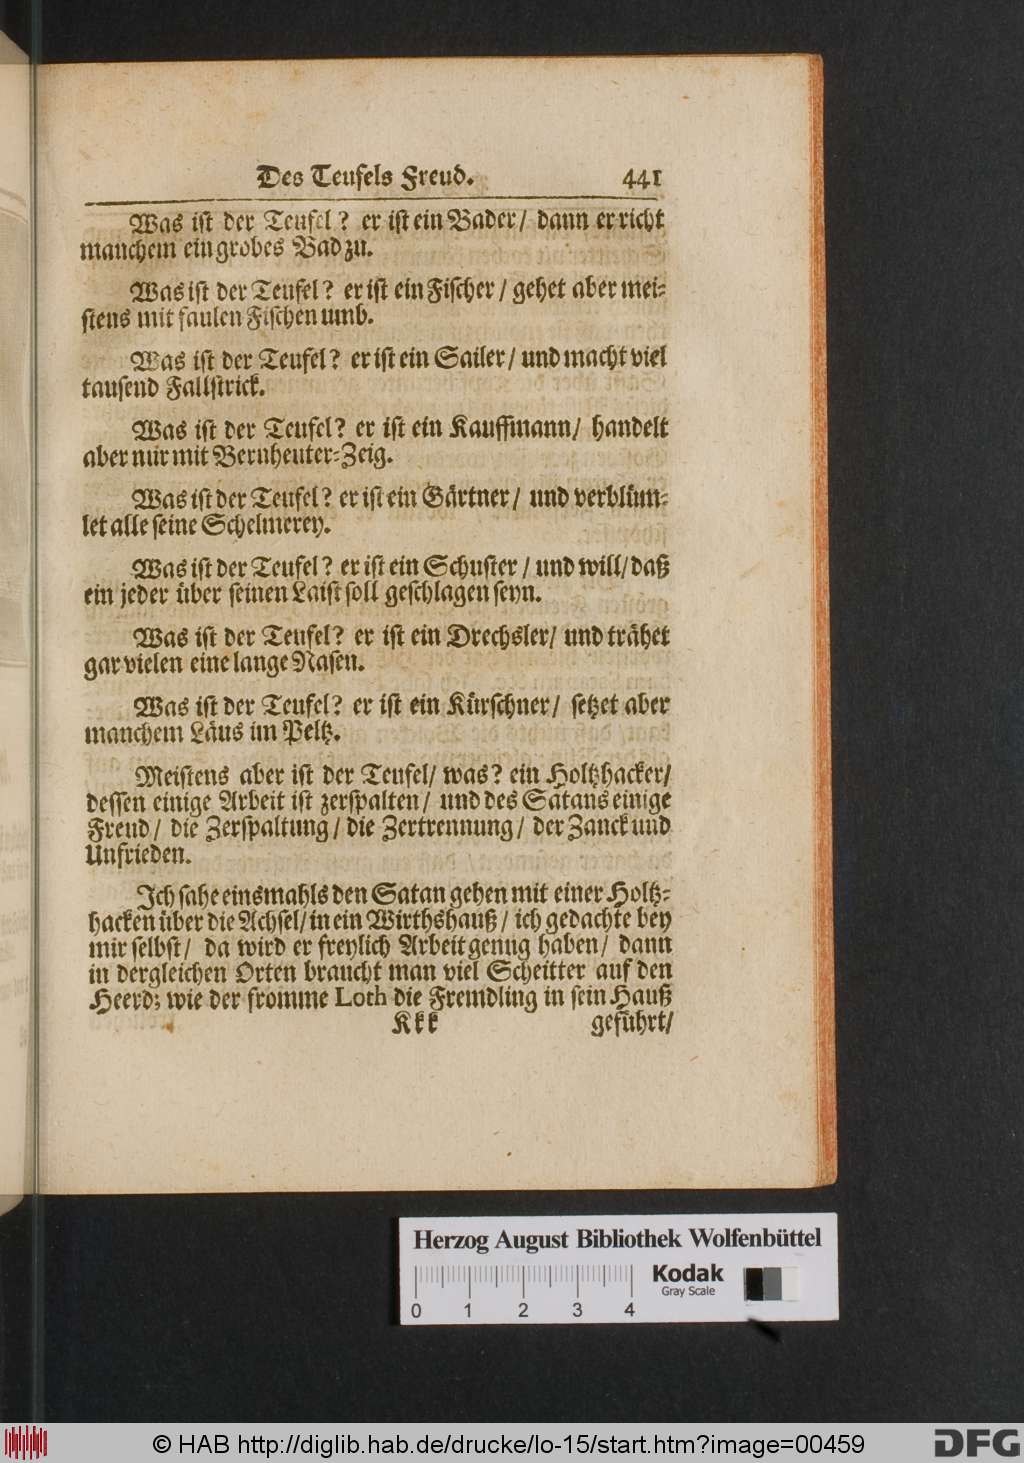 Des Teufels Freud. 441
Was ist der Teufel? er ist ein Bader/ dann er richt
manchem ein grobes Bad zu.
Was ist der Teufel? er ist ein Fischer/ gehet aber mei-
stens mit faulen Fischen umb.
Was ist der Teufel? er ist ein Sailer/ und macht viel
tausend Fallstrick.
Was ist der Teufel? er ist ein Kauffmann/ handelt
aber nur mit Bernheuter-Zeig.
Was ist der Teufel? er ist ein Gärtner/ und verblüm-
let alle seine Schelmerey.
Was ist der Teufel? er ist ein Schuster/ und will/ daß
ein jeder über seinen Laist soll geschlagen seyn.
Was ist der Teufel? er ist ein Drechsler/ und trähet
gar vielen eine lange Nasen.
Was ist der Teufel? er ist ein Kürschner/ setzet aber
manchem Läus im Peltz.
Meistens aber ist der Teufel/ was? ein Holtzhacker/
dessen einige Arbeit ist zerspalten/ und des Satans einige
Freud/ die Zerspaltung/ die Zertrennung/ der Zanck und
Unfrieden.
Ich sahe einsmahls den Satan gehen mit einer Holtz-
hacken über die Achsel/ in ein Wirthshauß/ ich gedachte bey
mir selbst/ da wird er freylich Arbeit genug haben/ dann
in dergleichen Orten braucht man viel Scheitter auf den
Heerd; wie der fromme Loth die Fremdling in sein Hauß
Kkk geführt/
Herzog August Bibliothek Wolfenbüttel
Kodak
Gray Scale
0 1 2 3 4
© HAB http://diglib.hab.de/drucke/lo-15/start.htm?image=00459
DFG